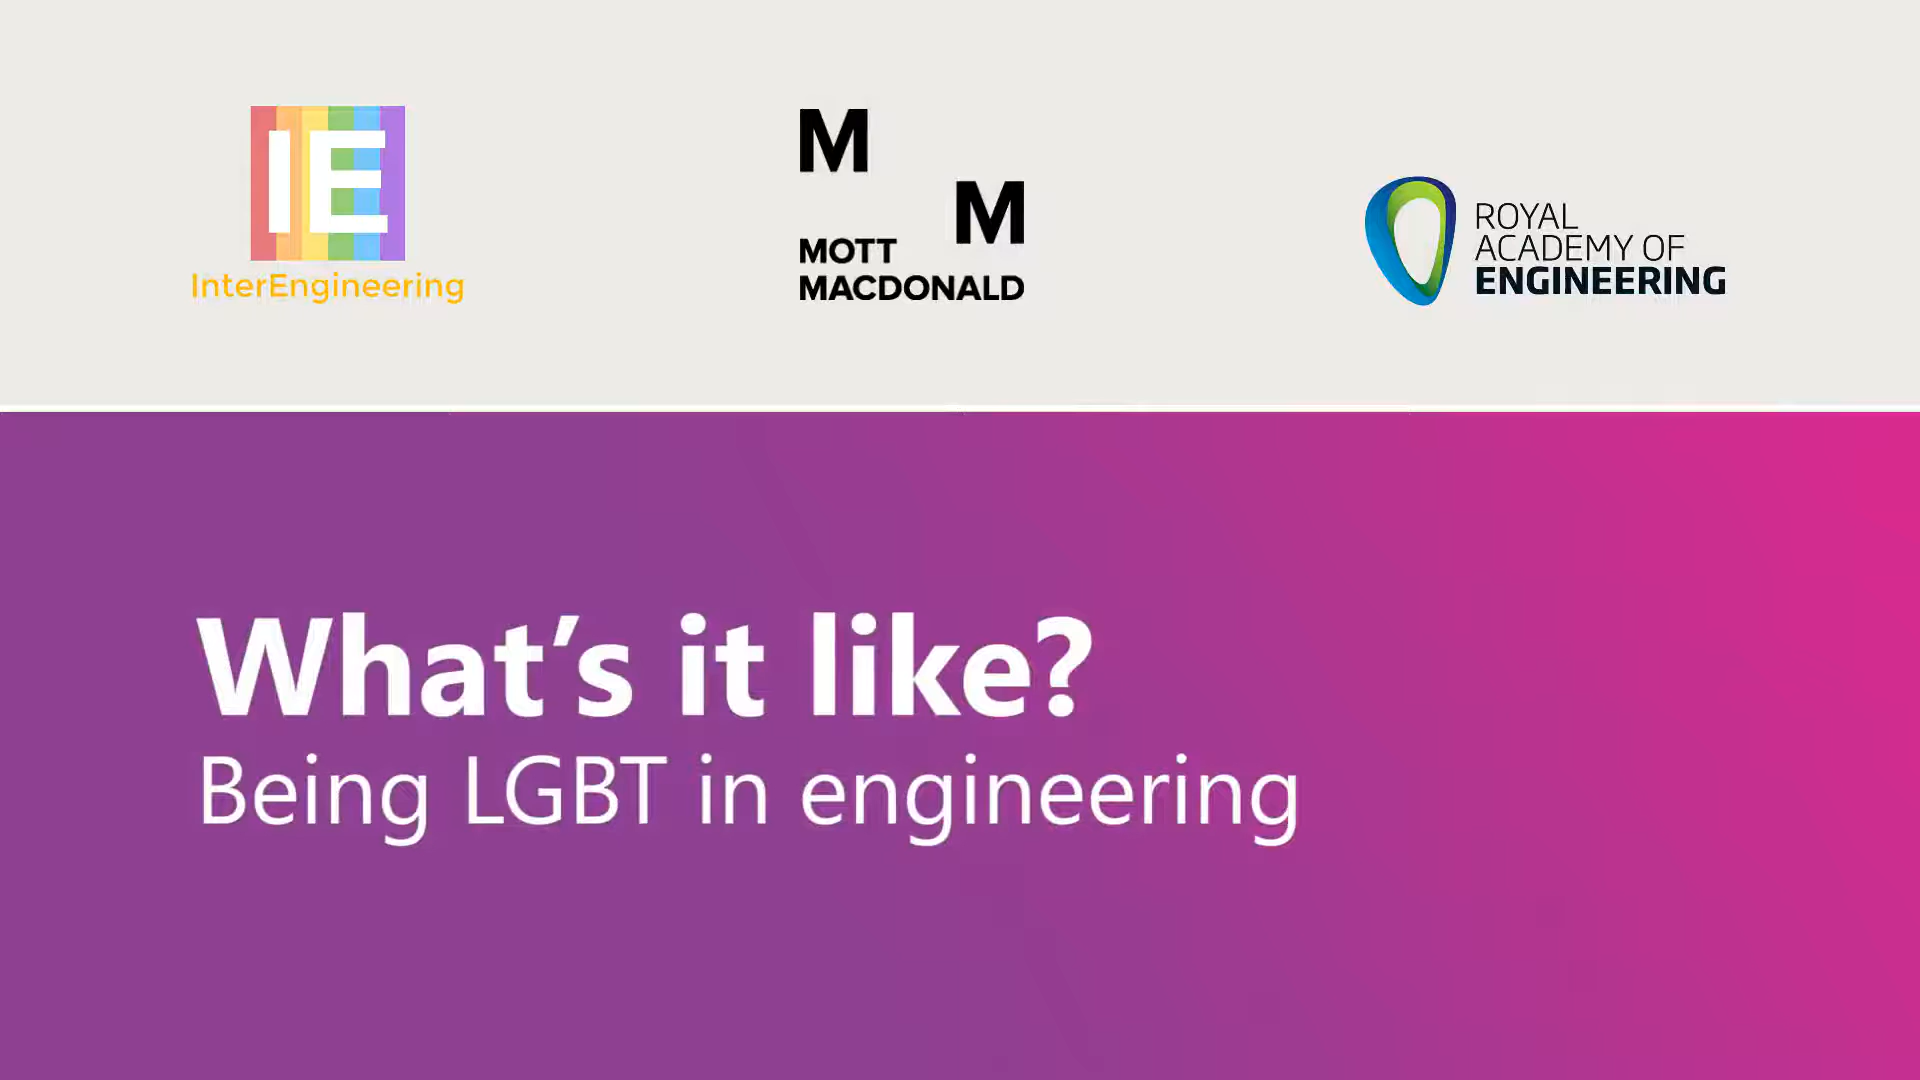 IE
InterEngineering
M
M
MOTT
MACDONALD
ROYAL
ACADEMY OF
ENGINEERING
What's it like?
Being LGBT in engineering